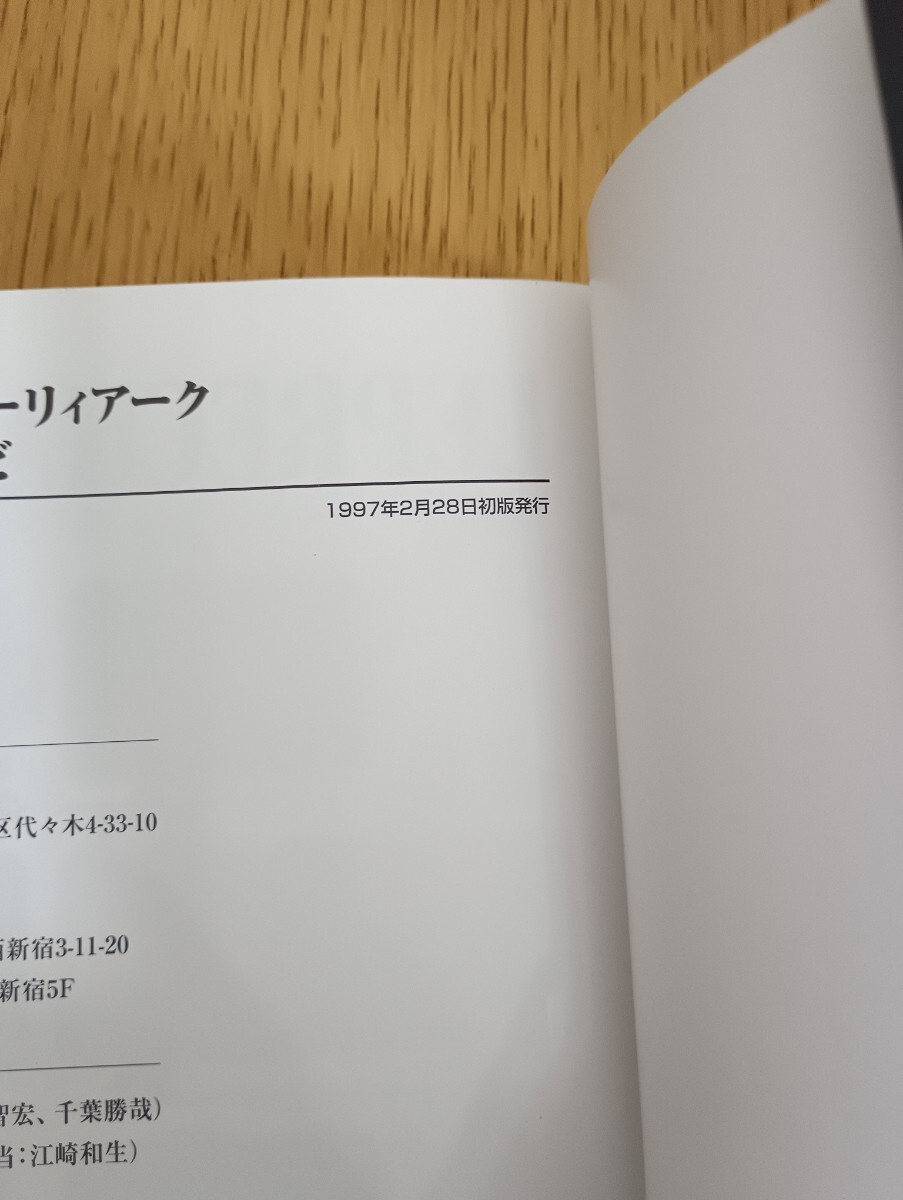 ーリィアーク
ど
1997年2月28日初版発行
区代々木4-33-10
西新宿3-11-20
新宿5F
智宏、千葉勝哉)
当：江崎和生)